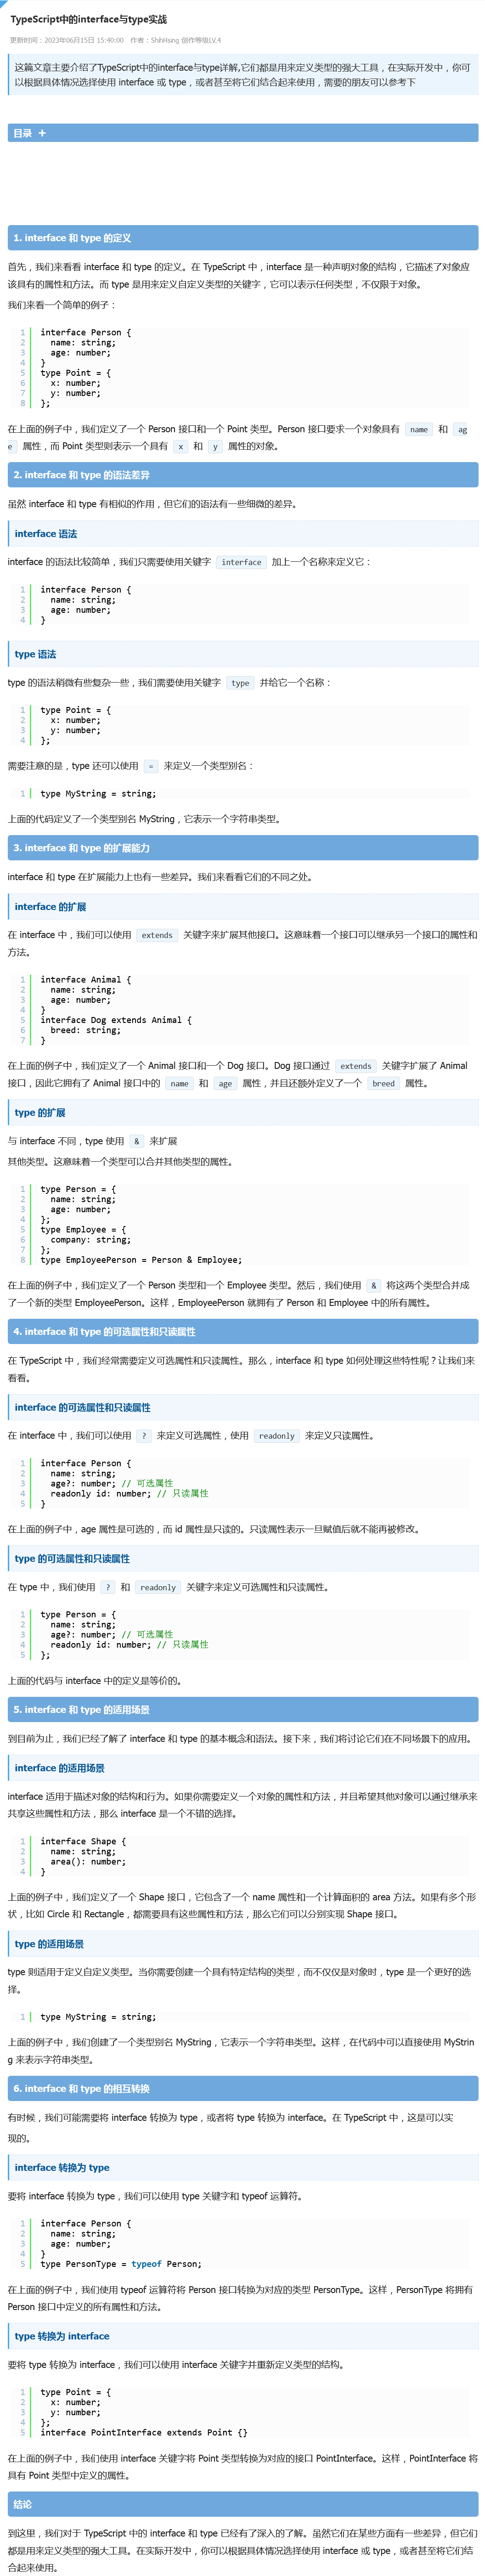 TypeScript中的interface与type实战
更新时间：2023年06月15日 15:40:00 作者：ShihHsing 创作等级LV.4
这篇文章主要介绍了TypeScript中的interface与type详解,它们都是用来定义类型的强大工具，在实际开发中，你可
以根据具体情况选择使用 interface 或 type，或者甚至将它们结合起来使用，需要的朋友可以参考下
目录 +
1. interface 和 type 的定义
首先，我们来看看 interface 和 type 的定义。在 TypeScript 中，interface 是一种声明对象的结构，它描述了对象应
该具有的属性和方法。而 type 是用来定义自定义类型的关键字，它可以表示任何类型，不仅限于对象。
我们来看一个简单的例子：
1 interface Person {
2 name: string;
3 age: number;
4 }
5 type Point = {
6 x: number;
7 y: number;
8 };
在上面的例子中，我们定义了一个 Person 接口和一个 Point 类型。Person 接口要求一个对象具有 name 和 ag
e 属性，而 Point 类型则表示一个具有 x 和 y 属性的对象。
2. interface 和 type 的语法差异
虽然 interface 和 type 有相似的作用，但它们的语法有一些细微的差异。
interface 语法
interface 的语法比较简单，我们只需要使用关键字 interface 加上一个名称来定义它：
1 interface Person {
2 name: string;
3 age: number;
4 }
type 语法
type 的语法稍微有些复杂一些，我们需要使用关键字 type 并给它一个名称：
1 type Point = {
2 x: number;
3 y: number;
4 };
需要注意的是，type 还可以使用 = 来定义一个类型别名：
1 type MyString = string;
上面的代码定义了一个类型别名 MyString，它表示一个字符串类型。
3. interface 和 type 的扩展能力
interface 和 type 在扩展能力上也有一些差异。我们来看看它们的不同之处。
interface 的扩展
在 interface 中，我们可以使用 extends 关键字来扩展其他接口。这意味着一个接口可以继承另一个接口的属性和
方法。
1 interface Animal {
2 name: string;
3 age: number;
4 }
5 interface Dog extends Animal {
6 breed: string;
7 }
在上面的例子中，我们定义了一个 Animal 接口和一个 Dog 接口。Dog 接口通过 extends 关键字扩展了 Animal
接口，因此它拥有了 Animal 接口中的 name 和 age 属性，并且还额外定义了一个 breed 属性。
type 的扩展
与 interface 不同，type 使用 & 来扩展
其他类型。这意味着一个类型可以合并其他类型的属性。
1 type Person = {
2 name: string;
3 age: number;
4 };
5 type Employee = {
6 company: string;
7 };
8 type EmployeePerson = Person & Employee;
在上面的例子中，我们定义了一个 Person 类型和一个 Employee 类型。然后，我们使用 & 将这两个类型合并成
了一个新的类型 EmployeePerson。这样，EmployeePerson 就拥有了 Person 和 Employee 中的所有属性。
4. interface 和 type 的可选属性和只读属性
在 TypeScript 中，我们经常需要定义可选属性和只读属性。那么，interface 和 type 如何处理这些特性呢？让我们来
看看。
interface 的可选属性和只读属性
在 interface 中，我们可以使用 ? 来定义可选属性，使用 readonly 来定义只读属性。
1 interface Person {
2 name: string;
3 age?: number; // 可选属性
4 readonly id: number; // 只读属性
5 }
在上面的例子中，age 属性是可选的，而 id 属性是只读的。只读属性表示一旦赋值后就不能再被修改。
type 的可选属性和只读属性
在 type 中，我们使用 ? 和 readonly 关键字来定义可选属性和只读属性。
1 type Person = {
2 name: string;
3 age?: number; // 可选属性
4 readonly id: number; // 只读属性
5 };
上面的代码与 interface 中的定义是等价的。
5. interface 和 type 的适用场景
到目前为止，我们已经了解了 interface 和 type 的基本概念和语法。接下来，我们将讨论它们在不同场景下的应用。
interface 的适用场景
interface 适用于描述对象的结构和行为。如果你需要定义一个对象的属性和方法，并且希望其他对象可以通过继承来
共享这些属性和方法，那么 interface 是一个不错的选择。
1 interface Shape {
2 name: string;
3 area(): number;
4 }
上面的例子中，我们定义了一个 Shape 接口，它包含了一个 name 属性和一个计算面积的 area 方法。如果有多个形
状，比如 Circle 和 Rectangle，都需要具有这些属性和方法，那么它们可以分别实现 Shape 接口。
type 的适用场景
type 则适用于定义自定义类型。当你需要创建一个具有特定结构的类型，而不仅仅是对象时，type 是一个更好的选
择。
1 type MyString = string;
上面的例子中，我们创建了一个类型别名 MyString，它表示一个字符串类型。这样，在代码中可以直接使用 MyStrin
g 来表示字符串类型。
6. interface 和 type 的相互转换
有时候，我们可能需要将 interface 转换为 type，或者将 type 转换为 interface。在 TypeScript 中，这是可以实
现的。
interface 转换为 type
要将 interface 转换为 type，我们可以使用 type 关键字和 typeof 运算符。
1 interface Person {
2 name: string;
3 age: number;
4 }
5 type PersonType = typeof Person;
在上面的例子中，我们使用 typeof 运算符将 Person 接口转换为对应的类型 PersonType。这样，PersonType 将拥有
Person 接口中定义的所有属性和方法。
type 转换为 interface
要将 type 转换为 interface，我们可以使用 interface 关键字并重新定义类型的结构。
1 type Point = {
2 x: number;
3 y: number;
4 };
5 interface PointInterface extends Point {}
在上面的例子中，我们使用 interface 关键字将 Point 类型转换为对应的接口 PointInterface。这样，PointInterface 将
具有 Point 类型中定义的属性。
结论
到这里，我们对于 TypeScript 中的 interface 和 type 已经有了深入的了解。虽然它们在某些方面有一些差异，但它们
都是用来定义类型的强大工具。在实际开发中，你可以根据具体情况选择使用 interface 或 type，或者甚至将它们结
合起来使用。